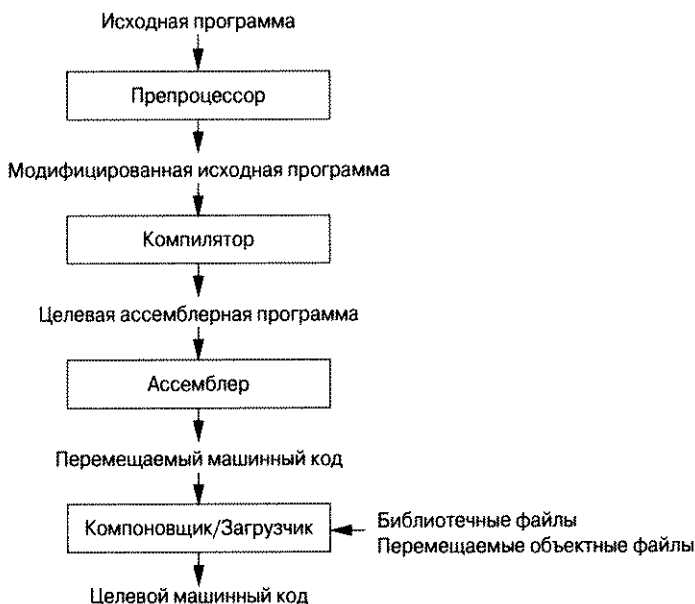 Исходная программа
Препроцессор
Модифицированная исходная программа
Компилятор
Целевая ассемблерная программа
Ассемблер
Перемещаемый машинный код
Компоновщик/Загрузчик
Библиотечные файлы
Перемещаемые объектные файлы
Целевой машинный код